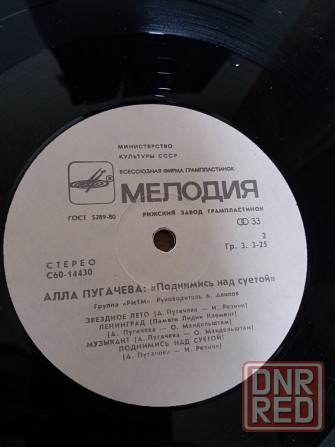 МИНИСТЕРСТВО
КУЛЬТУРЫ СССР
ВСЕСОЮЗНАЯ ФИРМА ГРАМПЛАСТИНОК
МЕЛОДИЯ
ГОСТ 5289-80
РИЖСКИЙ ЗАВОД ГРАМПЛАСТИНОК
33
2
Гр. 3. 3-25
СТЕРЕО
С60-14430
АЛЛА ПУГАЧЕВА: «Поднимись над суетой»
Группа «РИТМ». Руководитель А. Авилов
ЗВЕЗДНОЕ ЛЕТО (А. Пугачева — И. Резник)
ЛЕНИНГРАД (Памяти Лидии Клемент)
(А. Пугачева — О. Мандельштам)
МУЗЫКАНТ (А. Пугачева — О. Мандельштам)
ПОДНИМИСЬ НАД СУЕТОЙ!
(А. Пугачева — И. Резник)
DNR
RED